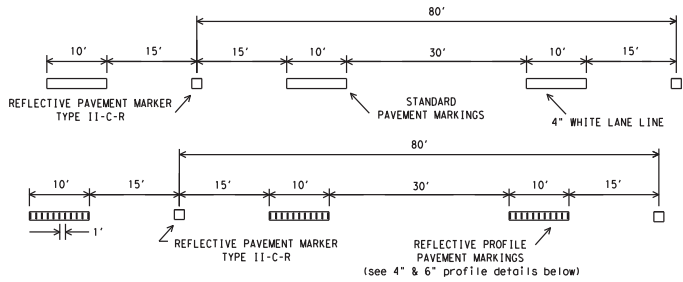 80'
10' 15' 15' 10' 30' 10' 15'
REFLECTIVE PAVEMENT MARKER
TYPE II-C-R
STANDARD
PAVEMENT MARKINGS
4" WHITE LANE LINE
80'
10' 15' 15' 10' 30' 10' 15'
1'
REFLECTIVE PAVEMENT MARKER
TYPE II-C-R
REFLECTIVE PROFILE
PAVEMENT MARKINGS
(see 4" & 6" profile details below)